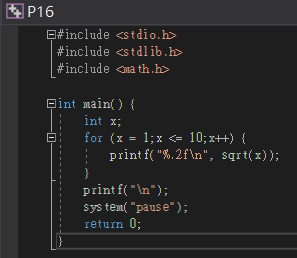 P16
#include <stdio.h>
#include <stdlib.h>
#include <math.h>
int main() {
int x;
for (x = 1;x <= 10;x++) {
printf("%.2f\n", sqrt(x));
}
printf("\n");
system("pause");
return 0;
}